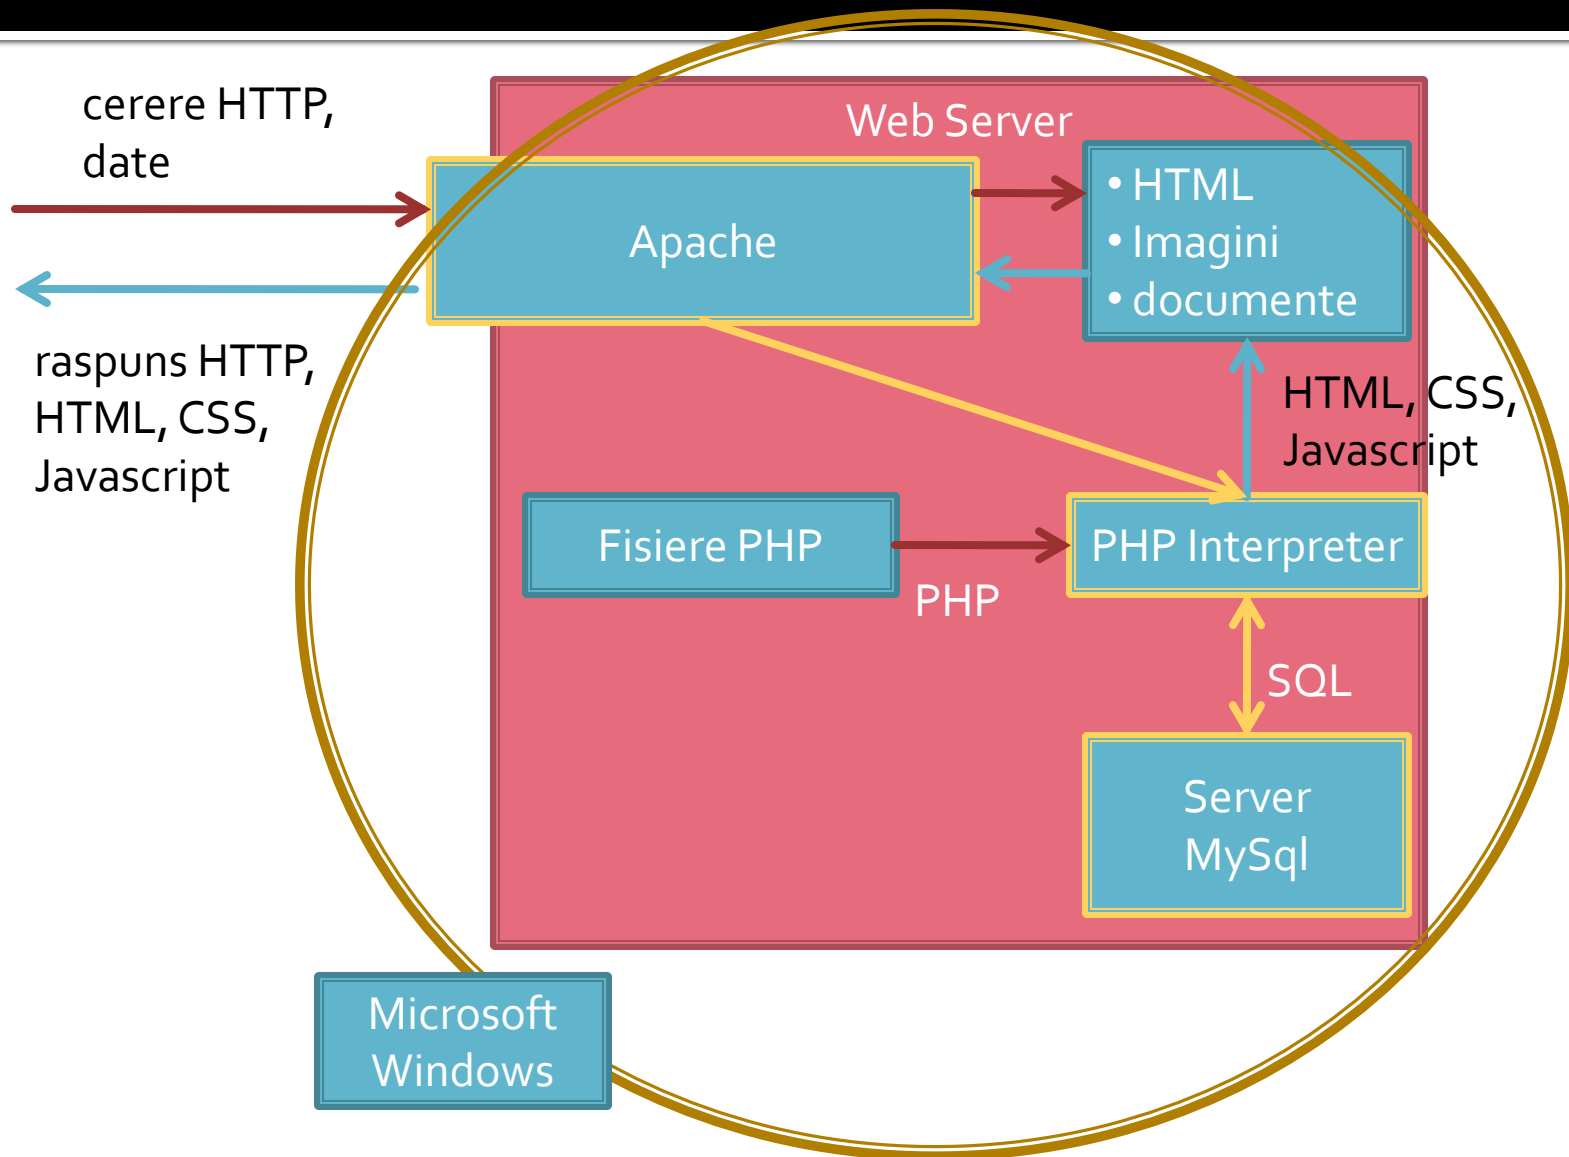 cerere HTTP,
date
Web Server
Apache
• HTML
• Imagini
• documente
raspuns HTTP,
HTML, CSS,
Javascript
HTML, CSS,
Javascript
Fisiere PHP
PHP
PHP Interpreter
SQL
Server
MySql
Microsoft
Windows